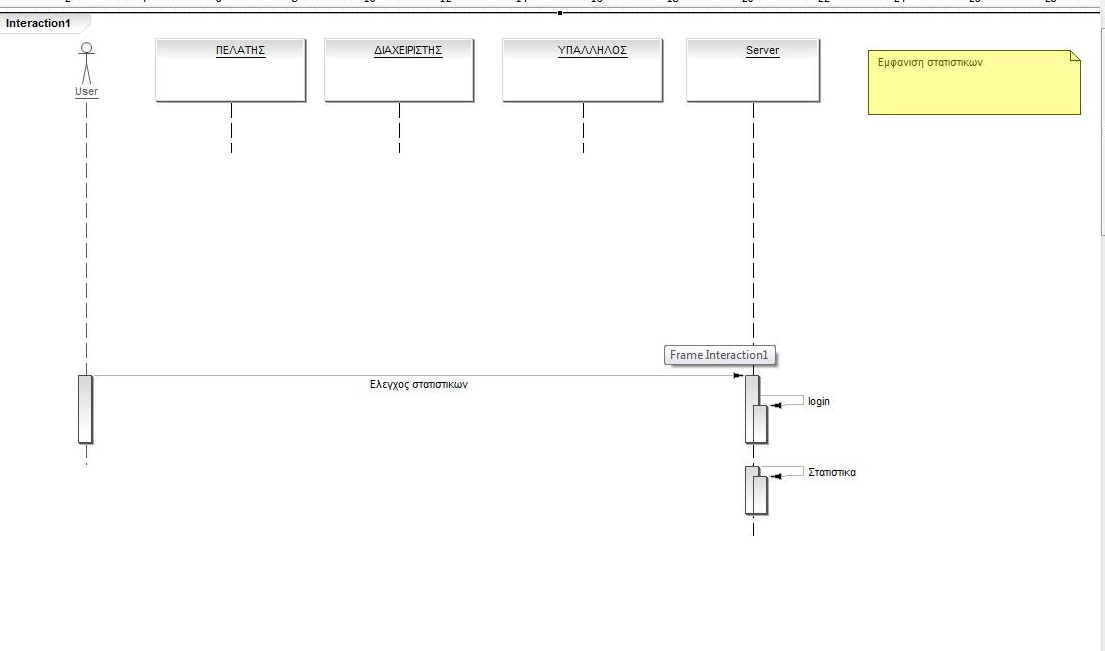 Interaction1
User
ΠΕΛΑΤΗΣ
ΔΙΑΧΕΙΡΙΣΤΗΣ
ΥΠΑΛΛΗΛΟΣ
Server
Εμφανιση στατιστικων
Frame Interaction1
Ελεγχος στατιστικων
login
Στατιστικα